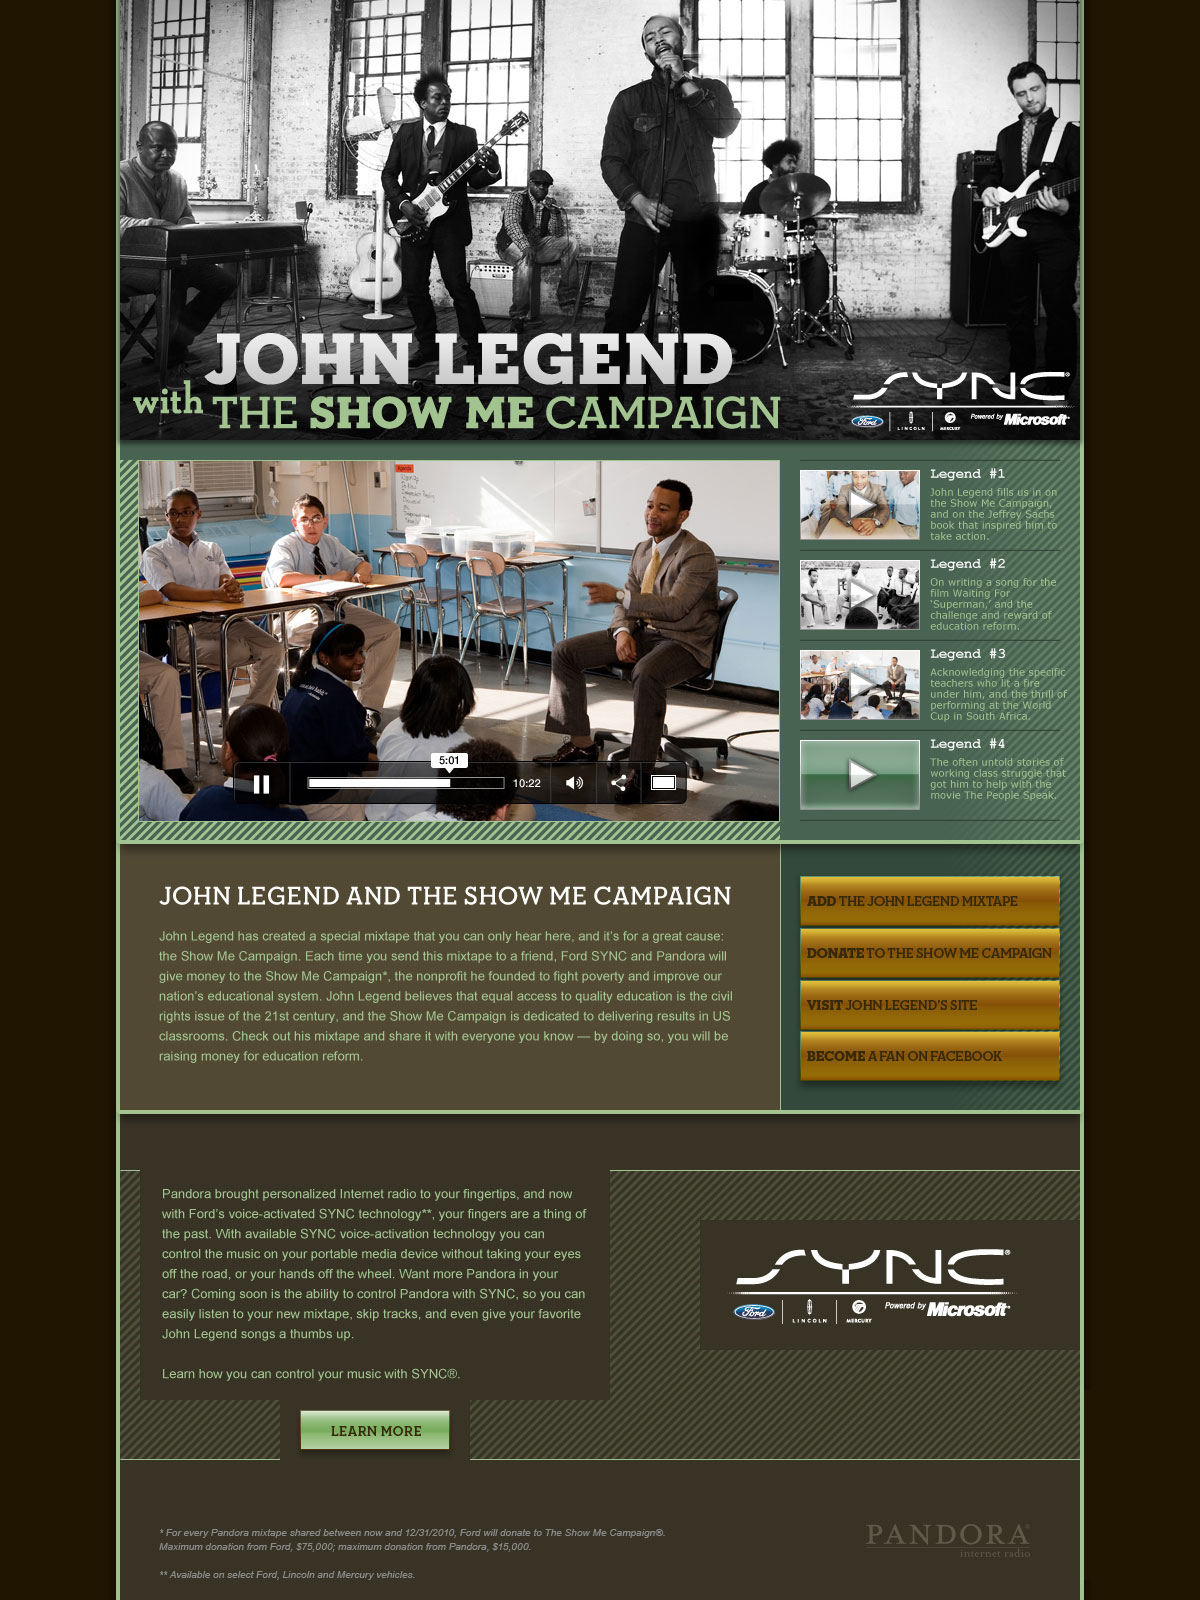 JOHN LEGEND
with THE SHOW ME CAMPAIGN
SYNC®
Ford LINCOLN MERCURY Powered by Microsoft®
Agenda
5:01
10:22
Legend #1
John Legend fills us in on
the Show Me Campaign,
and on the Jeffrey Sachs
book that inspired him to
take action.
Legend #2
On writing a song for the
film Waiting For
‘Superman,’ and the
challenge and reward of
education reform.
Legend #3
Acknowledging the specific
teachers who lit a fire
under him, and the thrill of
performing at the World
Cup in South Africa.
Legend #4
The often untold stories of
working class struggle that
got him to help with the
movie The People Speak.
JOHN LEGEND AND THE SHOW ME CAMPAIGN
John Legend has created a special mixtape that you can only hear here, and it’s for a great cause:
the Show Me Campaign. Each time you send this mixtape to a friend, Ford SYNC and Pandora will
give money to the Show Me Campaign*, the nonprofit he founded to fight poverty and improve our
nation’s educational system. John Legend believes that equal access to quality education is the civil
rights issue of the 21st century, and the Show Me Campaign is dedicated to delivering results in US
classrooms. Check out his mixtape and share it with everyone you know — by doing so, you will be
raising money for education reform.
ADD THE JOHN LEGEND MIXTAPE
DONATE TO THE SHOW ME CAMPAIGN
VISIT JOHN LEGEND’S SITE
BECOME A FAN ON FACEBOOK
Pandora brought personalized Internet radio to your fingertips, and now
with Ford’s voice-activated SYNC technology**, your fingers are a thing of
the past. With available SYNC voice-activation technology you can
control the music on your portable media device without taking your eyes
off the road, or your hands off the wheel. Want more Pandora in your
car? Coming soon is the ability to control Pandora with SYNC, so you can
easily listen to your new mixtape, skip tracks, and even give your favorite
John Legend songs a thumbs up.
Learn how you can control your music with SYNC®.
LEARN MORE
SYNC®
Ford LINCOLN MERCURY Powered by Microsoft®
* For every Pandora mixtape shared between now and 12/31/2010, Ford will donate to The Show Me Campaign®.
Maximum donation from Ford, $75,000; maximum donation from Pandora, $15,000.
** Available on select Ford, Lincoln and Mercury vehicles.
PANDORA®
internet radio